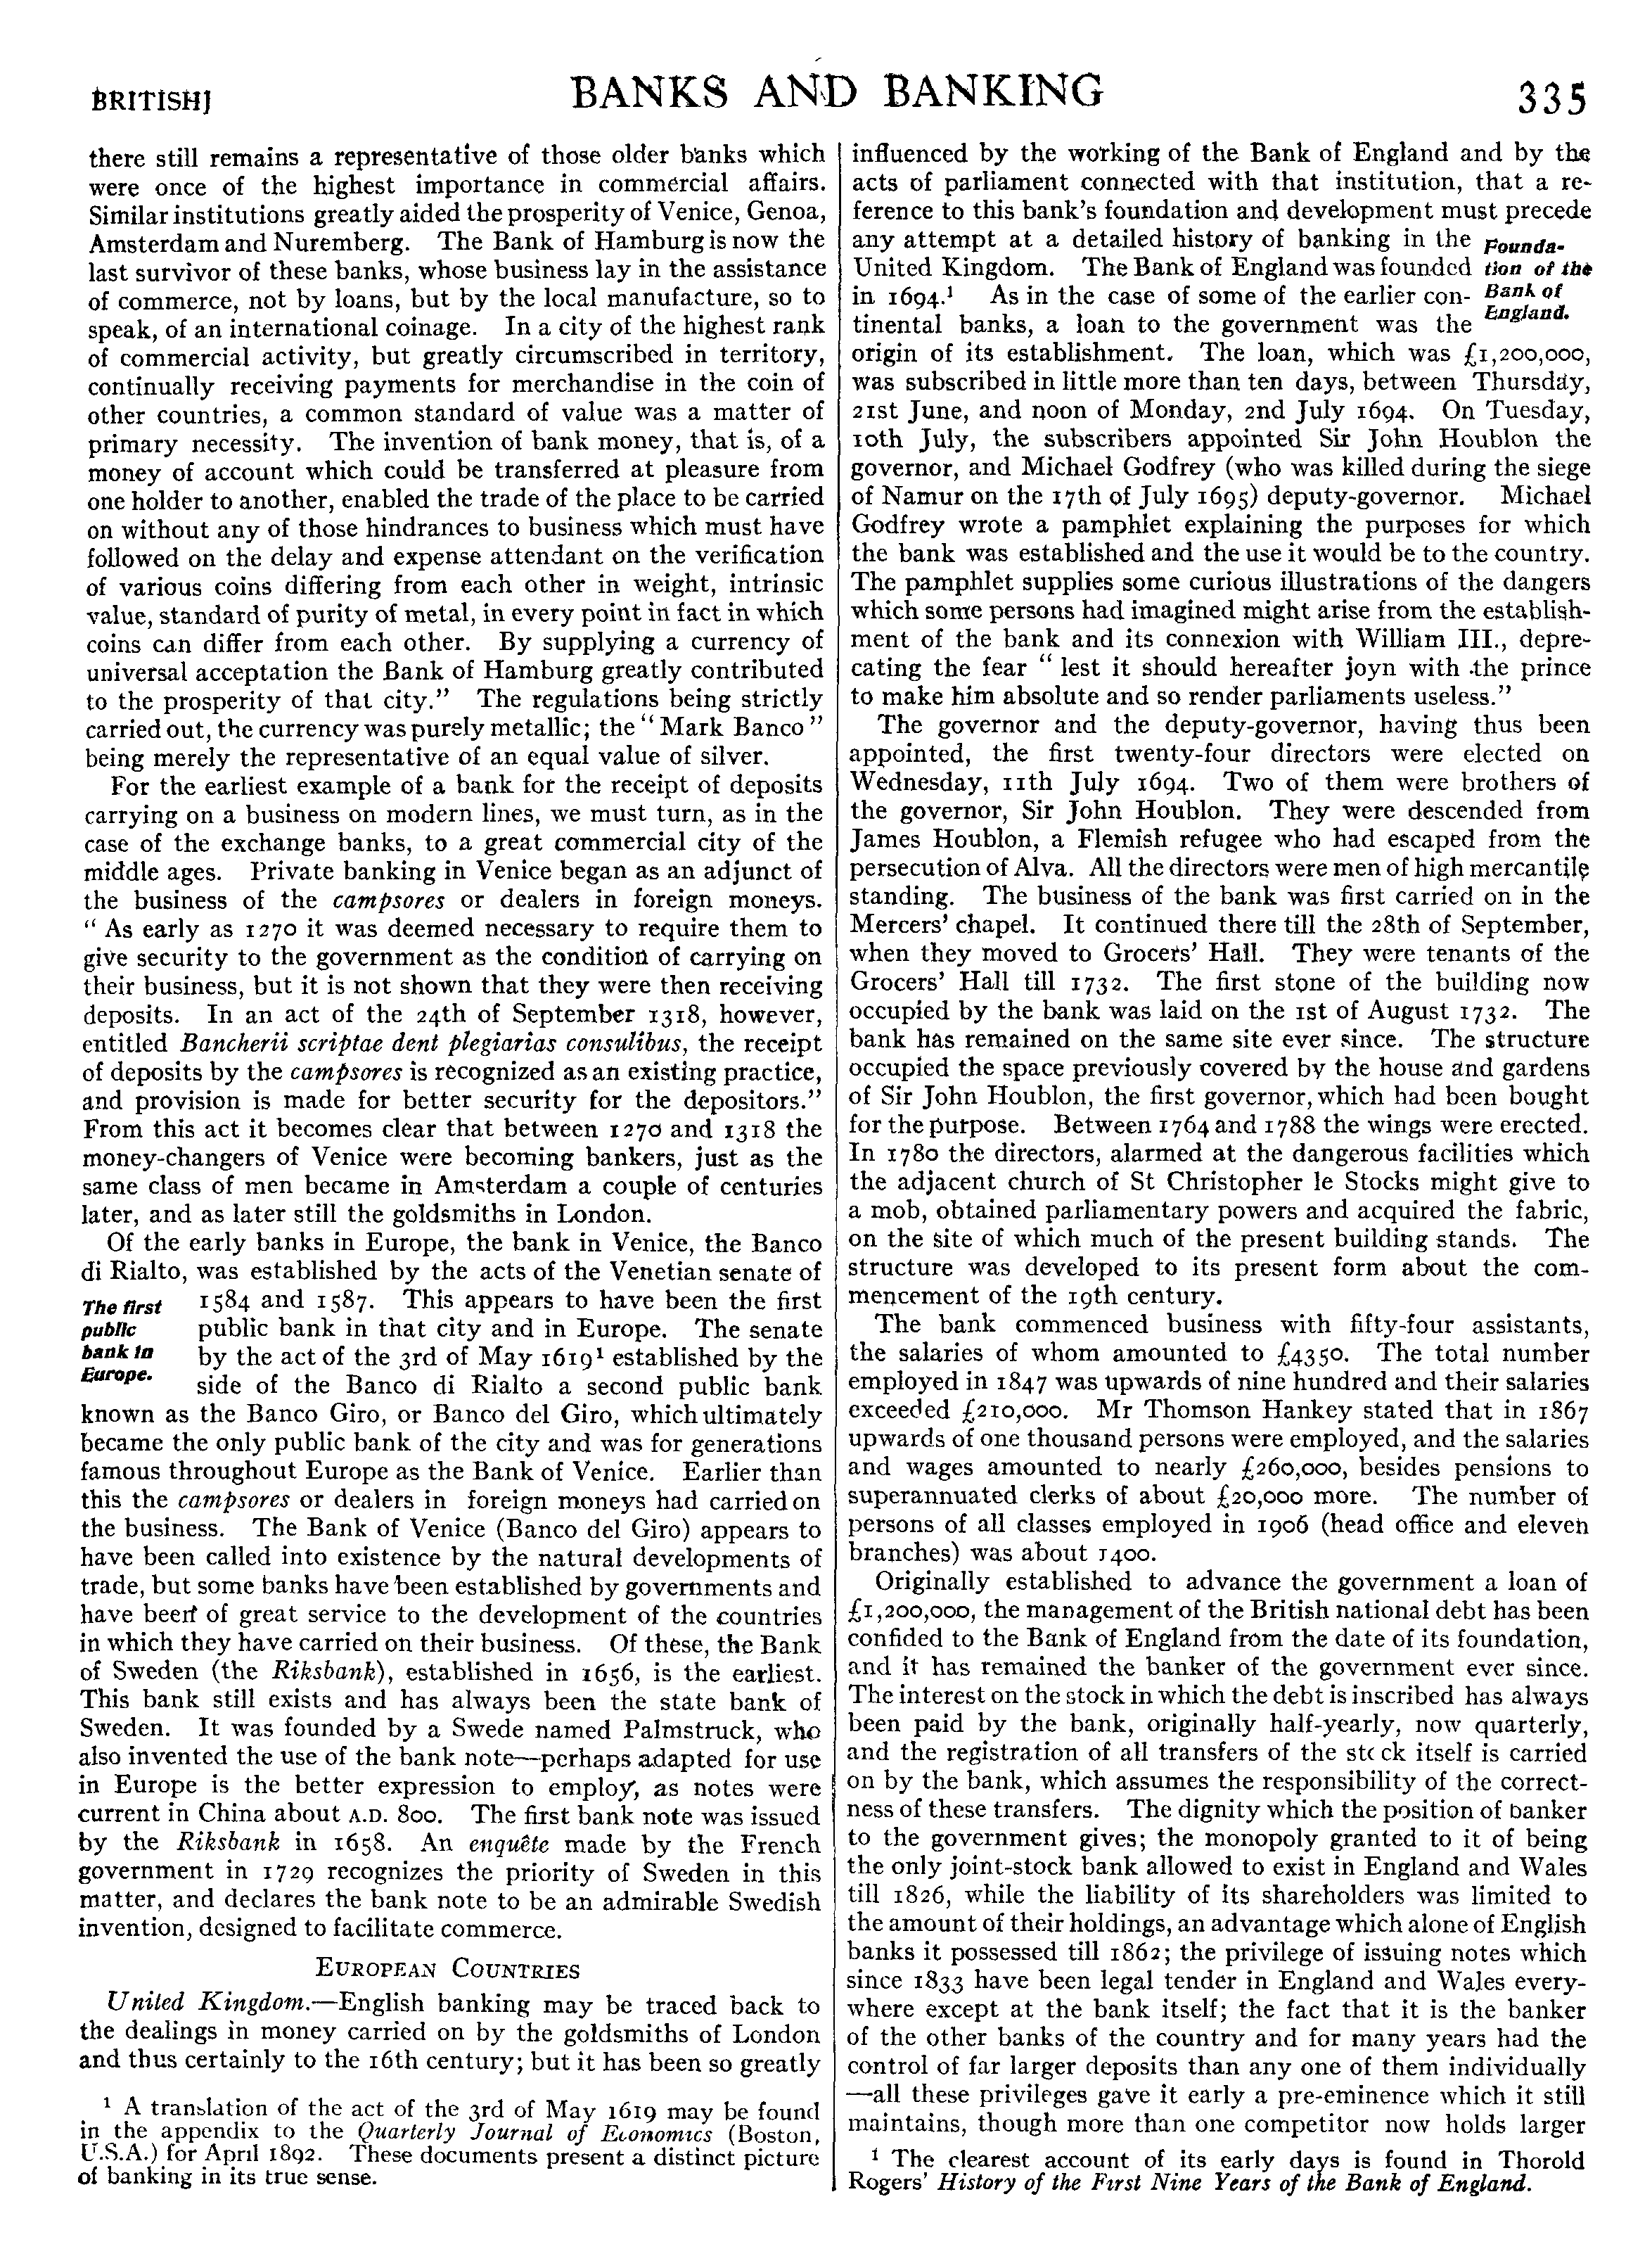 BRITISH]
BANKS AND BANKING
335
there still remains a representative of those older banks which
were once of the highest importance in commercial affairs.
Similar institutions greatly aided the prosperity of Venice, Genoa,
Amsterdam and Nuremberg. The Bank of Hamburg is now the
last survivor of these banks, whose business lay in the assistance
of commerce, not by loans, but by the local manufacture, so to
speak, of an international coinage. In a city of the highest rank
of commercial activity, but greatly circumscribed in territory,
continually receiving payments for merchandise in the coin of
other countries, a common standard of value was a matter of
primary necessity. The invention of bank money, that is, of a
money of account which could be transferred at pleasure from
one holder to another, enabled the trade of the place to be carried
on without any of those hindrances to business which must have
followed on the delay and expense attendant on the verification
of various coins differing from each other in weight, intrinsic
value, standard of purity of metal, in every point in fact in which
coins can differ from each other. By supplying a currency of
universal acceptation the Bank of Hamburg greatly contributed
to the prosperity of that city.” The regulations being strictly
carried out, the currency was purely metallic; the “ Mark Banco ”
being merely the representative of an equal value of silver.
For the earliest example of a bank for the receipt of deposits
carrying on a business on modern lines, we must turn, as in the
case of the exchange banks, to a great commercial city of the
middle ages. Private banking in Venice began as an adjunct of
the business of the campsores or dealers in foreign moneys.
“ As early as 1270 it was deemed necessary to require them to
give security to the government as the condition of carrying on
their business, but it is not shown that they were then receiving
deposits. In an act of the 24th of September 1318, however,
entitled Bancherii scriptae dent plegiarias consulibus, the receipt
of deposits by the campsores is recognized as an existing practice,
and provision is made for better security for the depositors.”
From this act it becomes clear that between 1270 and 1318 the
money-changers of Venice were becoming bankers, just as the
same class of men became in Amsterdam a couple of centuries
later, and as later still the goldsmiths in London.
Of the early banks in Europe, the bank in Venice, the Banco
di Rialto, was established by the acts of the Venetian senate of
The first
public
bank in
Europe.
1584 and 1587. This appears to have been the first
public bank in that city and in Europe. The senate
by the act of the 3rd of May 1619¹ established by the
side of the Banco di Rialto a second public bank
known as the Banco Giro, or Banco del Giro, which ultimately
became the only public bank of the city and was for generations
famous throughout Europe as the Bank of Venice. Earlier than
this the campsores or dealers in foreign moneys had carried on
the business. The Bank of Venice (Banco del Giro) appears to
have been called into existence by the natural developments of
trade, but some banks have been established by governments and
have been of great service to the development of the countries
in which they have carried on their business. Of these, the Bank
of Sweden (the Riksbank), established in 1656, is the earliest.
This bank still exists and has always been the state bank of
Sweden. It was founded by a Swede named Palmstruck, who
also invented the use of the bank note—perhaps adapted for use
in Europe is the better expression to employ, as notes were
current in China about A.D. 800. The first bank note was issued
by the Riksbank in 1658. An enquête made by the French
government in 1729 recognizes the priority of Sweden in this
matter, and declares the bank note to be an admirable Swedish
invention, designed to facilitate commerce.
EUROPEAN COUNTRIES
United Kingdom.—English banking may be traced back to
the dealings in money carried on by the goldsmiths of London
and thus certainly to the 16th century; but it has been so greatly
¹ A translation of the act of the 3rd of May 1619 may be found
in the appendix to the Quarterly Journal of Economics (Boston,
U.S.A.) for April 1892. These documents present a distinct picture
of banking in its true sense.
influenced by the working of the Bank of England and by the
acts of parliament connected with that institution, that a re-
ference to this bank’s foundation and development must precede
any attempt at a detailed history of banking in the
United Kingdom. The Bank of England was founded
in 1694.¹ As in the case of some of the earlier con-
tinental banks, a loan to the government was the
Founda-
tion of the
Bank of
England.
origin of its establishment. The loan, which was £1,200,000,
was subscribed in little more than ten days, between Thursday,
21st June, and noon of Monday, 2nd July 1694. On Tuesday,
10th July, the subscribers appointed Sir John Houblon the
governor, and Michael Godfrey (who was killed during the siege
of Namur on the 17th of July 1695) deputy-governor. Michael
Godfrey wrote a pamphlet explaining the purposes for which
the bank was established and the use it would be to the country.
The pamphlet supplies some curious illustrations of the dangers
which some persons had imagined might arise from the establish-
ment of the bank and its connexion with William III., depre-
cating the fear “ lest it should hereafter joyn with the prince
to make him absolute and so render parliaments useless.”
The governor and the deputy-governor, having thus been
appointed, the first twenty-four directors were elected on
Wednesday, 11th July 1694. Two of them were brothers of
the governor, Sir John Houblon. They were descended from
James Houblon, a Flemish refugee who had escaped from the
persecution of Alva. All the directors were men of high mercantile
standing. The business of the bank was first carried on in the
Mercers’ chapel. It continued there till the 28th of September,
when they moved to Grocers’ Hall. They were tenants of the
Grocers’ Hall till 1732. The first stone of the building now
occupied by the bank was laid on the 1st of August 1732. The
bank has remained on the same site ever since. The structure
occupied the space previously covered by the house and gardens
of Sir John Houblon, the first governor, which had been bought
for the purpose. Between 1764 and 1788 the wings were erected.
In 1780 the directors, alarmed at the dangerous facilities which
the adjacent church of St Christopher le Stocks might give to
a mob, obtained parliamentary powers and acquired the fabric,
on the site of which much of the present building stands. The
structure was developed to its present form about the com-
mencement of the 19th century.
The bank commenced business with fifty-four assistants,
the salaries of whom amounted to £4350. The total number
employed in 1847 was upwards of nine hundred and their salaries
exceeded £210,000. Mr Thomson Hankey stated that in 1867
upwards of one thousand persons were employed, and the salaries
and wages amounted to nearly £260,000, besides pensions to
superannuated clerks of about £20,000 more. The number of
persons of all classes employed in 1906 (head office and eleven
branches) was about 1400.
Originally established to advance the government a loan of
£1,200,000, the management of the British national debt has been
confided to the Bank of England from the date of its foundation,
and it has remained the banker of the government ever since.
The interest on the stock in which the debt is inscribed has always
been paid by the bank, originally half-yearly, now quarterly,
and the registration of all transfers of the stock itself is carried
on by the bank, which assumes the responsibility of the correct-
ness of these transfers. The dignity which the position of banker
to the government gives; the monopoly granted to it of being
the only joint-stock bank allowed to exist in England and Wales
till 1826, while the liability of its shareholders was limited to
the amount of their holdings, an advantage which alone of English
banks it possessed till 1862; the privilege of issuing notes which
since 1833 have been legal tender in England and Wales every-
where except at the bank itself; the fact that it is the banker
of the other banks of the country and for many years had the
control of far larger deposits than any one of them individually
—all these privileges gave it early a pre-eminence which it still
maintains, though more than one competitor now holds larger
¹ The clearest account of its early days is found in Thorold
Rogers’ History of the First Nine Years of the Bank of England.